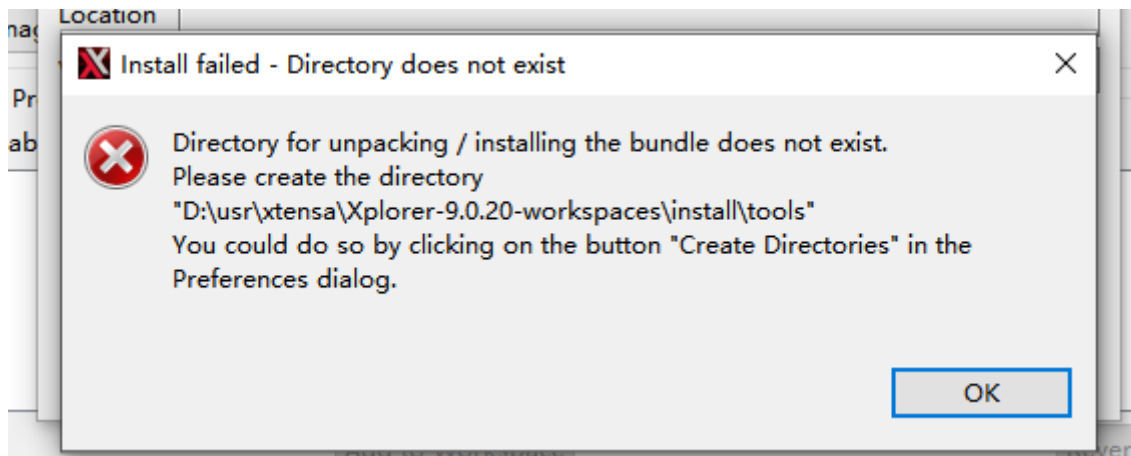 Location
Install failed - Directory does not exist
Pr
ab
Directory for unpacking / installing the bundle does not exist.
Please create the directory
"D:\usr\xtensa\Xplorer-9.0.20-workspaces\install\tools"
You could do so by clicking on the button "Create Directories" in the
Preferences dialog.
OK